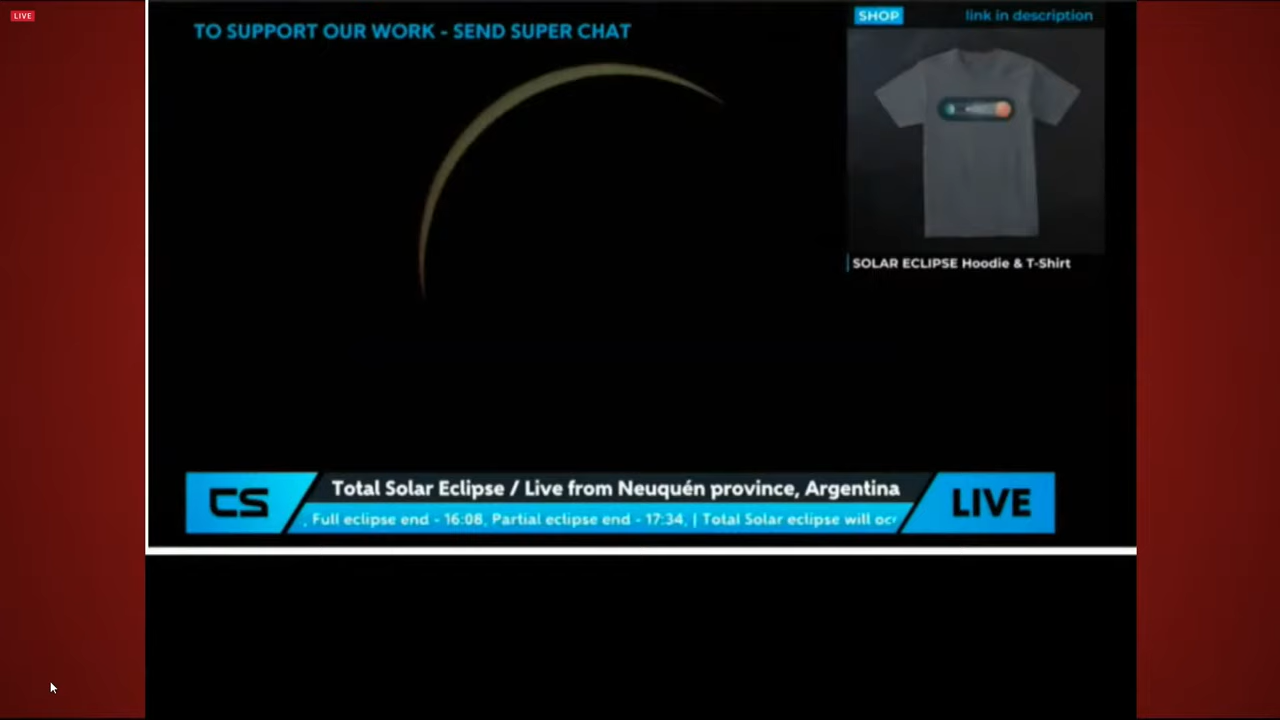 LIVE
TO SUPPORT OUR WORK - SEND SUPER CHAT
SHOP link in description
SOLAR ECLIPSE Hoodie & T-Shirt
CS
Total Solar Eclipse / Live from Neuquén province, Argentina
, Full eclipse end - 16:08, Partial eclipse end - 17:34, | Total Solar eclipse will oc
LIVE